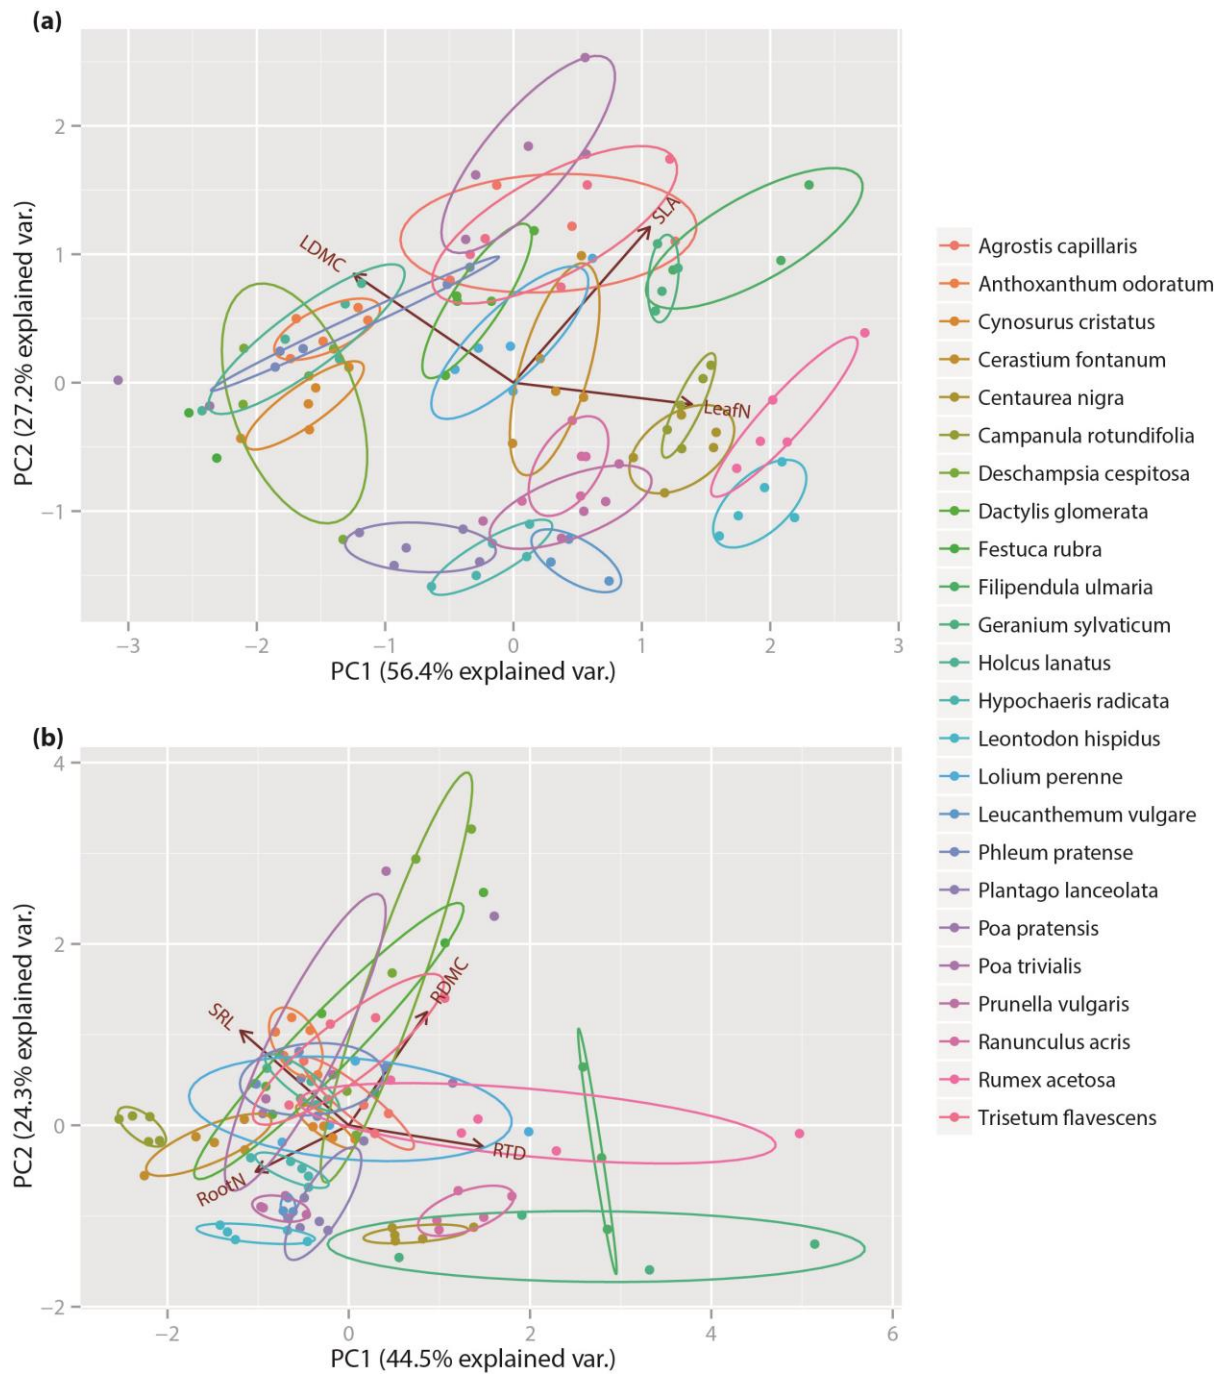 (a)
PC2 (27.2% explained var.)
2
1
0
−1
LDMC
SLA
LeafN
−3
−2
−1
0
1
2
3
PC1 (56.4% explained var.)
(b)
PC2 (24.3% explained var.)
4
2
0
−2
SRL
RDMC
RTD
RootN
−2
0
2
4
6
PC1 (44.5% explained var.)
Agrostis capillaris
Anthoxanthum odoratum
Cynosurus cristatus
Cerastium fontanum
Centaurea nigra
Campanula rotundifolia
Deschampsia cespitosa
Dactylis glomerata
Festuca rubra
Filipendula ulmaria
Geranium sylvaticum
Holcus lanatus
Hypochaeris radicata
Leontodon hispidus
Lolium perenne
Leucanthemum vulgare
Phleum pratense
Plantago lanceolata
Poa pratensis
Poa trivialis
Prunella vulgaris
Ranunculus acris
Rumex acetosa
Trisetum flavescens